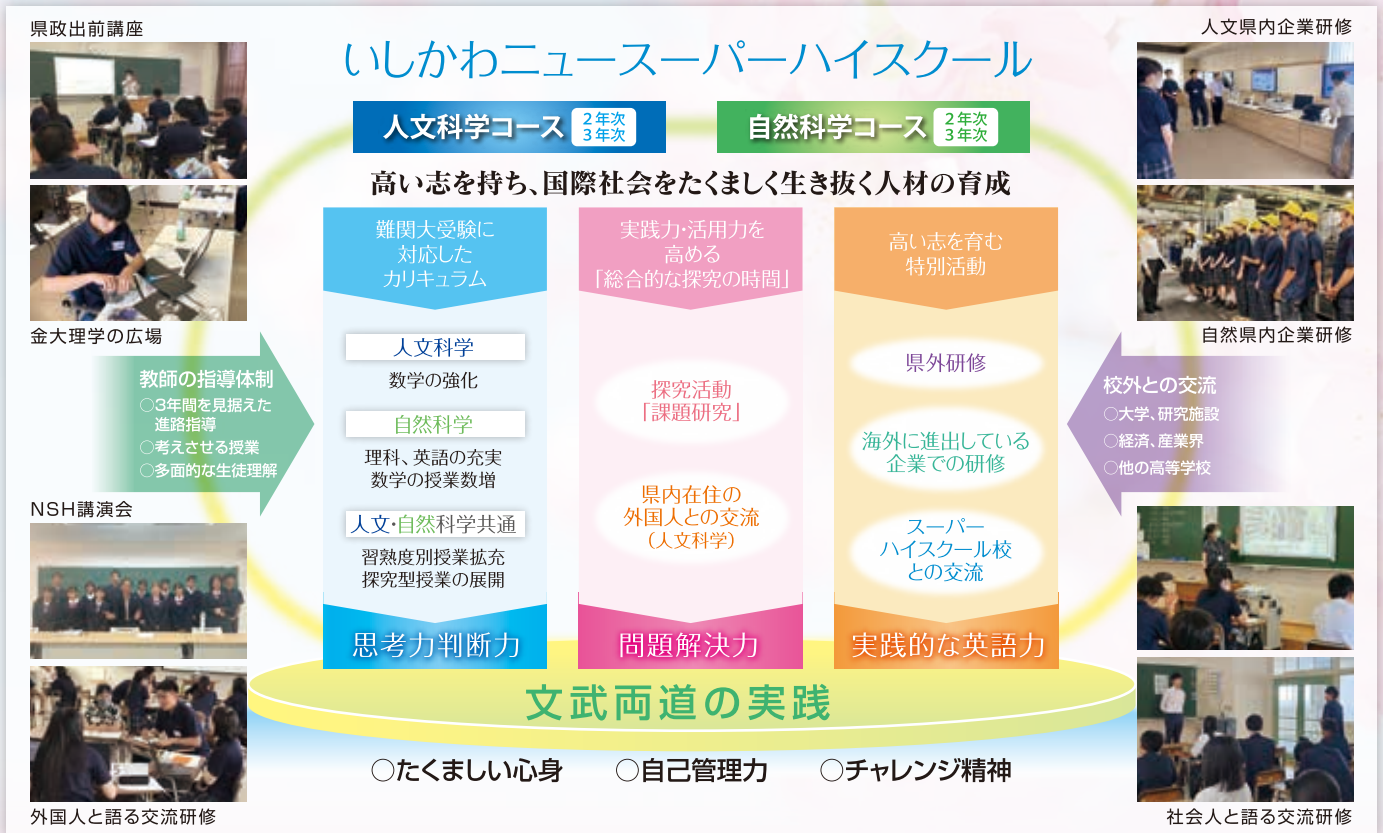 県政出前講座
人文県内企業研修
いしかわニュースーパーハイスクール
人文科学コース
2年次
3年次
自然科学コース
2年次
3年次
高い志を持ち、国際社会をたくましく生き抜く人材の育成
金大理学の広場
自然県内企業研修
教師の指導体制
○3年間を見据えた
進路指導
○考えさせる授業
○多面的な生徒理解
難関大受験に
対応した
カリキュラム
人文科学
数学の強化
自然科学
理科、英語の充実
数学の授業数増
人文・自然科学共通
習熟度別授業拡充
探究型授業の展開
思考力判断力
実践力・活用力を
高める
「総合的な探究の時間」
探究活動
「課題研究」
県内在住の
外国人との交流
（人文科学）
問題解決力
高い志を育む
特別活動
県外研修
海外に進出している
企業での研修
スーパー
ハイスクール校
との交流
実践的な英語力
校外との交流
○大学、研究施設
○経済、産業界
○他の高等学校
NSH講演会
文武両道の実践
○たくましい心身
○自己管理力
○チャレンジ精神
外国人と語る交流研修
社会人と語る交流研修